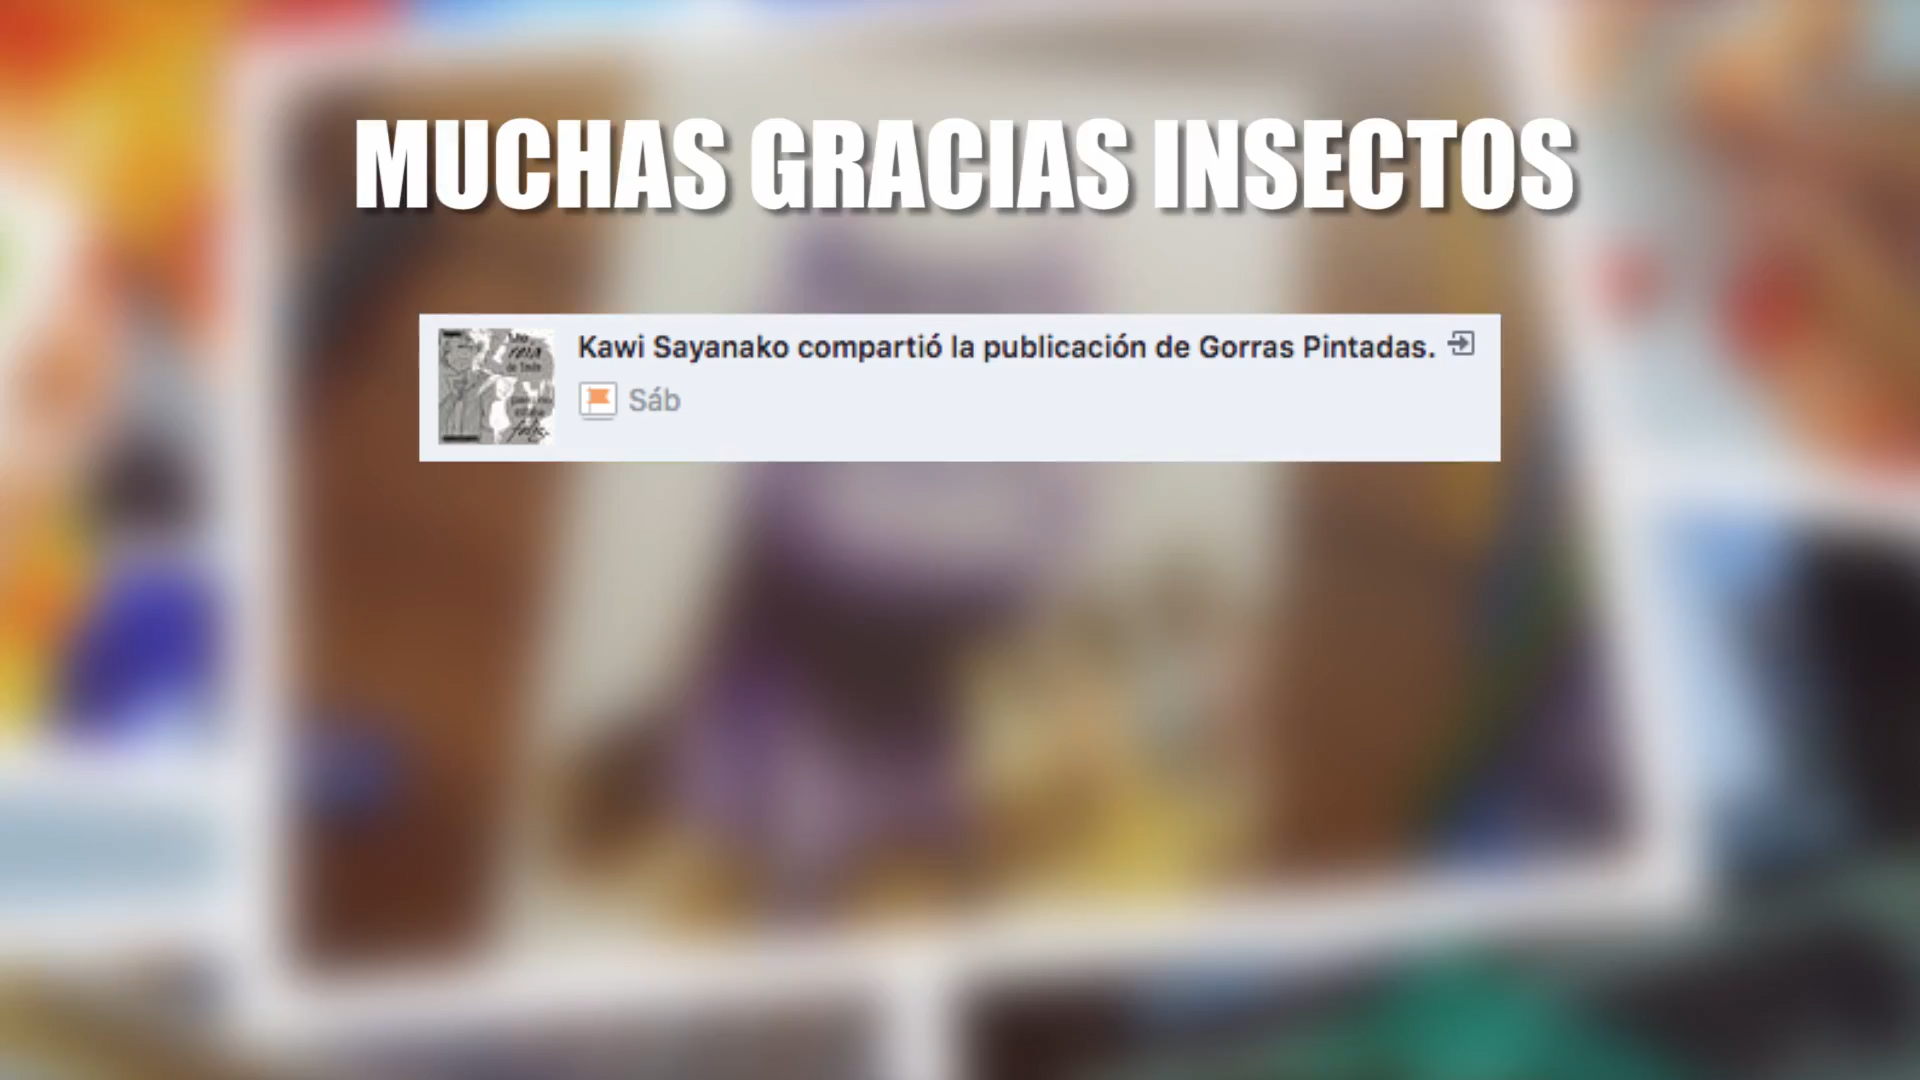 MUCHAS GRACIAS INSECTOS
Kawi Sayanako compartió la publicación de Gorras Pintadas.
Sáb